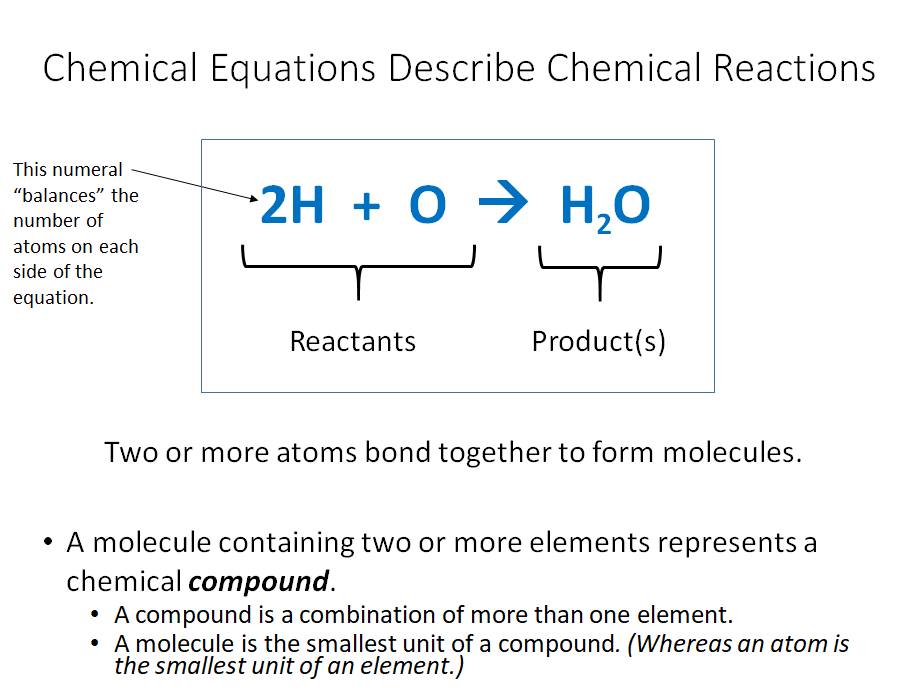 Chemical Equations Describe Chemical Reactions
This numeral
“balances” the
number of
atoms on each
side of the
equation.
2H + O → H₂O
Reactants
Product(s)
Two or more atoms bond together to form molecules.
• A molecule containing two or more elements represents a
chemical compound.
• A compound is a combination of more than one element.
• A molecule is the smallest unit of a compound. (Whereas an atom is
the smallest unit of an element.)